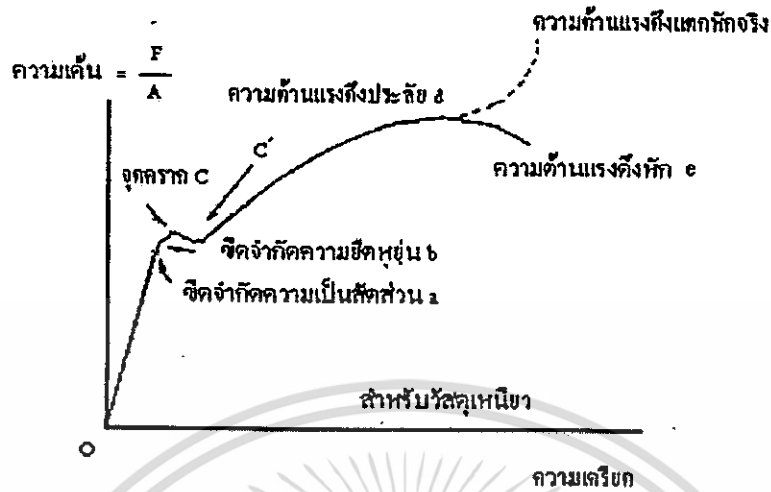 ความต้านแรงดึงแตกหักจริง
ความเค้น = F
A
ความต้านแรงดึงประลัย d
C'
จุดคราก C
ความต้านแรงดึงหัก e
ขีดจำกัดความยืดหยุ่น b
ขีดจำกัดความเป็นสัดส่วน a
สำหรับวัสดุเหนียว
O
ความเครียด